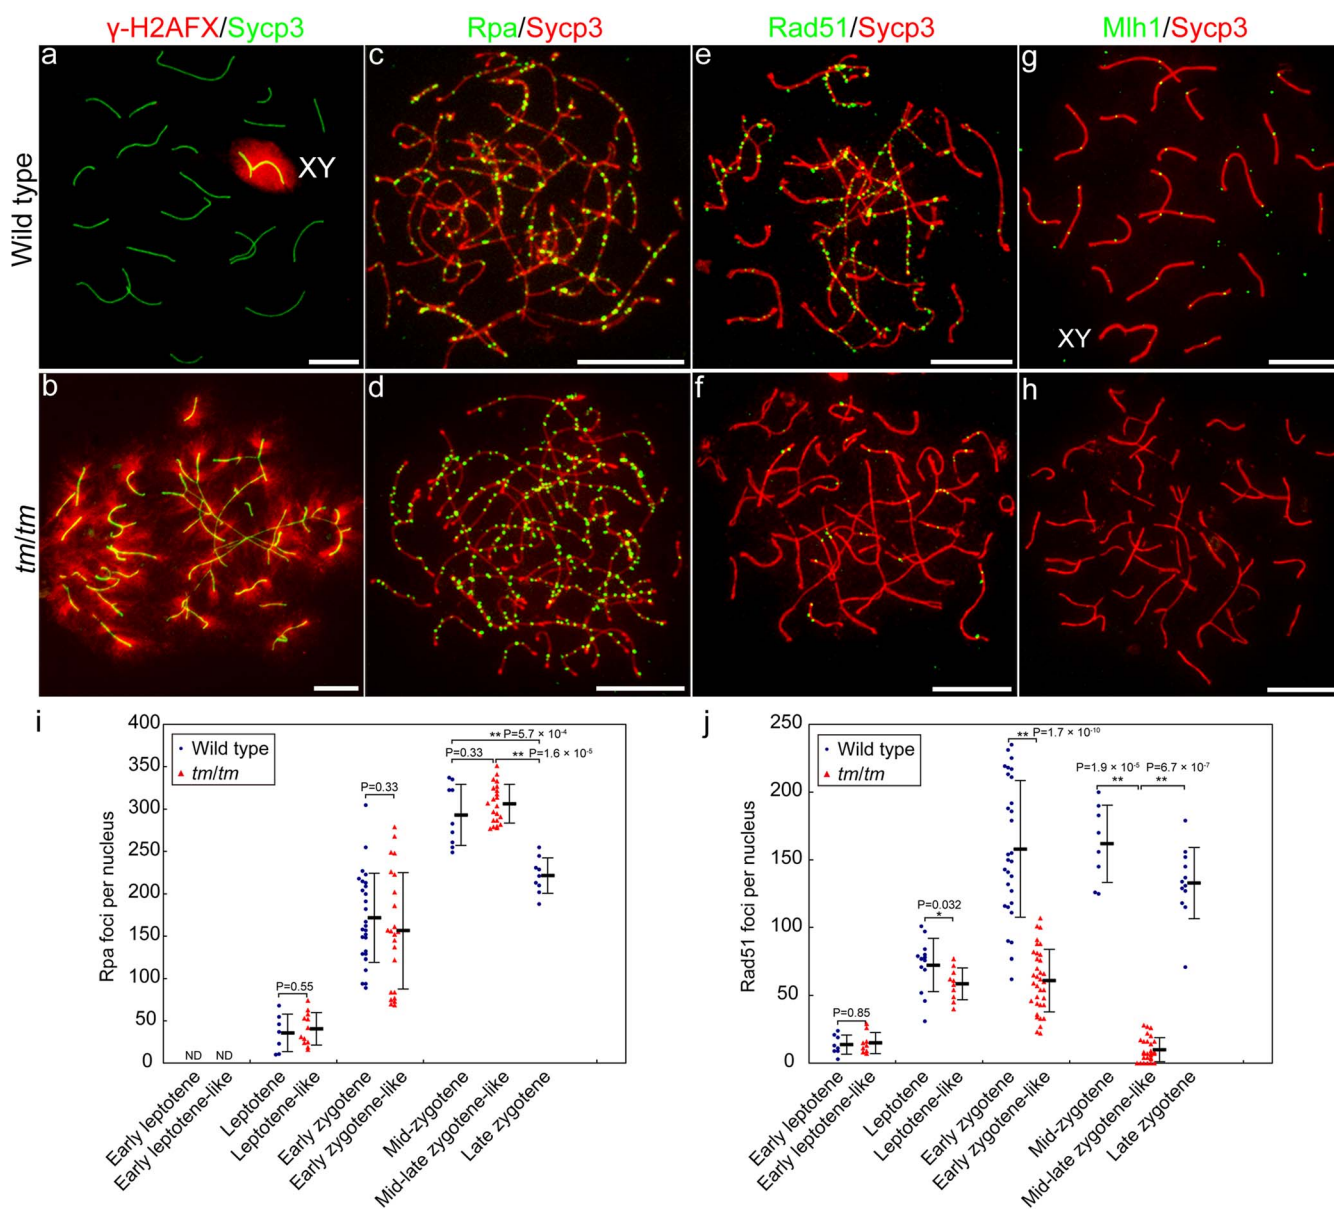 γ-H2AFX/Sycp3
Rpa/Sycp3
Rad51/Sycp3
Mlh1/Sycp3
Wild type
a
XY
c
e
g
XY
tm/tm
b
d
f
h
i
Rpa foci per nucleus
400
350
300
250
200
150
100
50
0
Wild type
tm/tm
ND
ND
P=0.55
P=0.33
** P=5.7 × 10-4
P=0.33
** P=1.6 × 10-5
Early leptotene
Early leptotene-like
Leptotene
Leptotene-like
Early zygotene
Early zygotene-like
Mid-zygotene
Mid-late zygotene-like
Late zygotene
j
Rad51 foci per nucleus
250
200
150
100
50
0
Wild type
tm/tm
P=0.85
P=0.032
*
** P=1.7 × 10-10
P=1.9 × 10-5
**
P=6.7 × 10-7
**
Early leptotene
Early leptotene-like
Leptotene
Leptotene-like
Early zygotene
Early zygotene-like
Mid-zygotene
Mid-late zygotene-like
Late zygotene